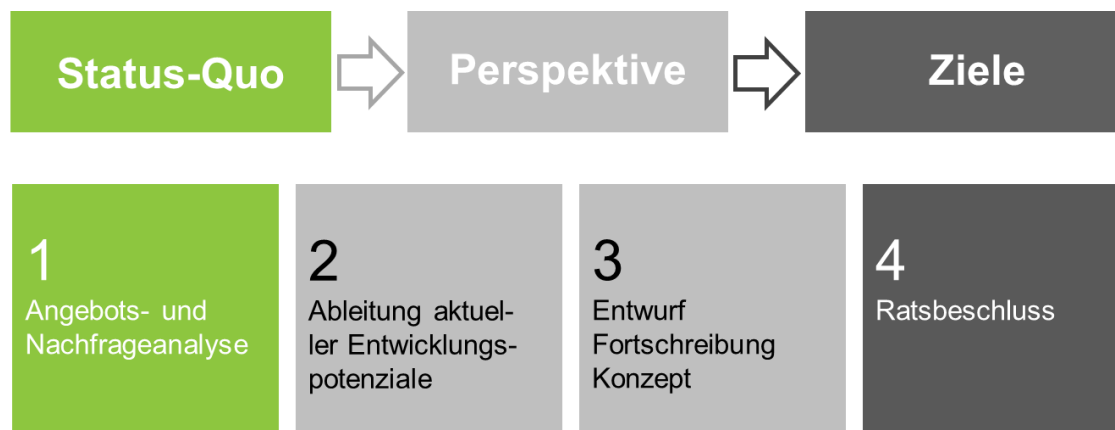 Status-Quo
Perspektive
Ziele
1
Angebots- und
Nachfrageanalyse
2
Ableitung aktuel-
ler Entwicklungs-
potenziale
3
Entwurf
Fortschreibung
Konzept
4
Ratsbeschluss